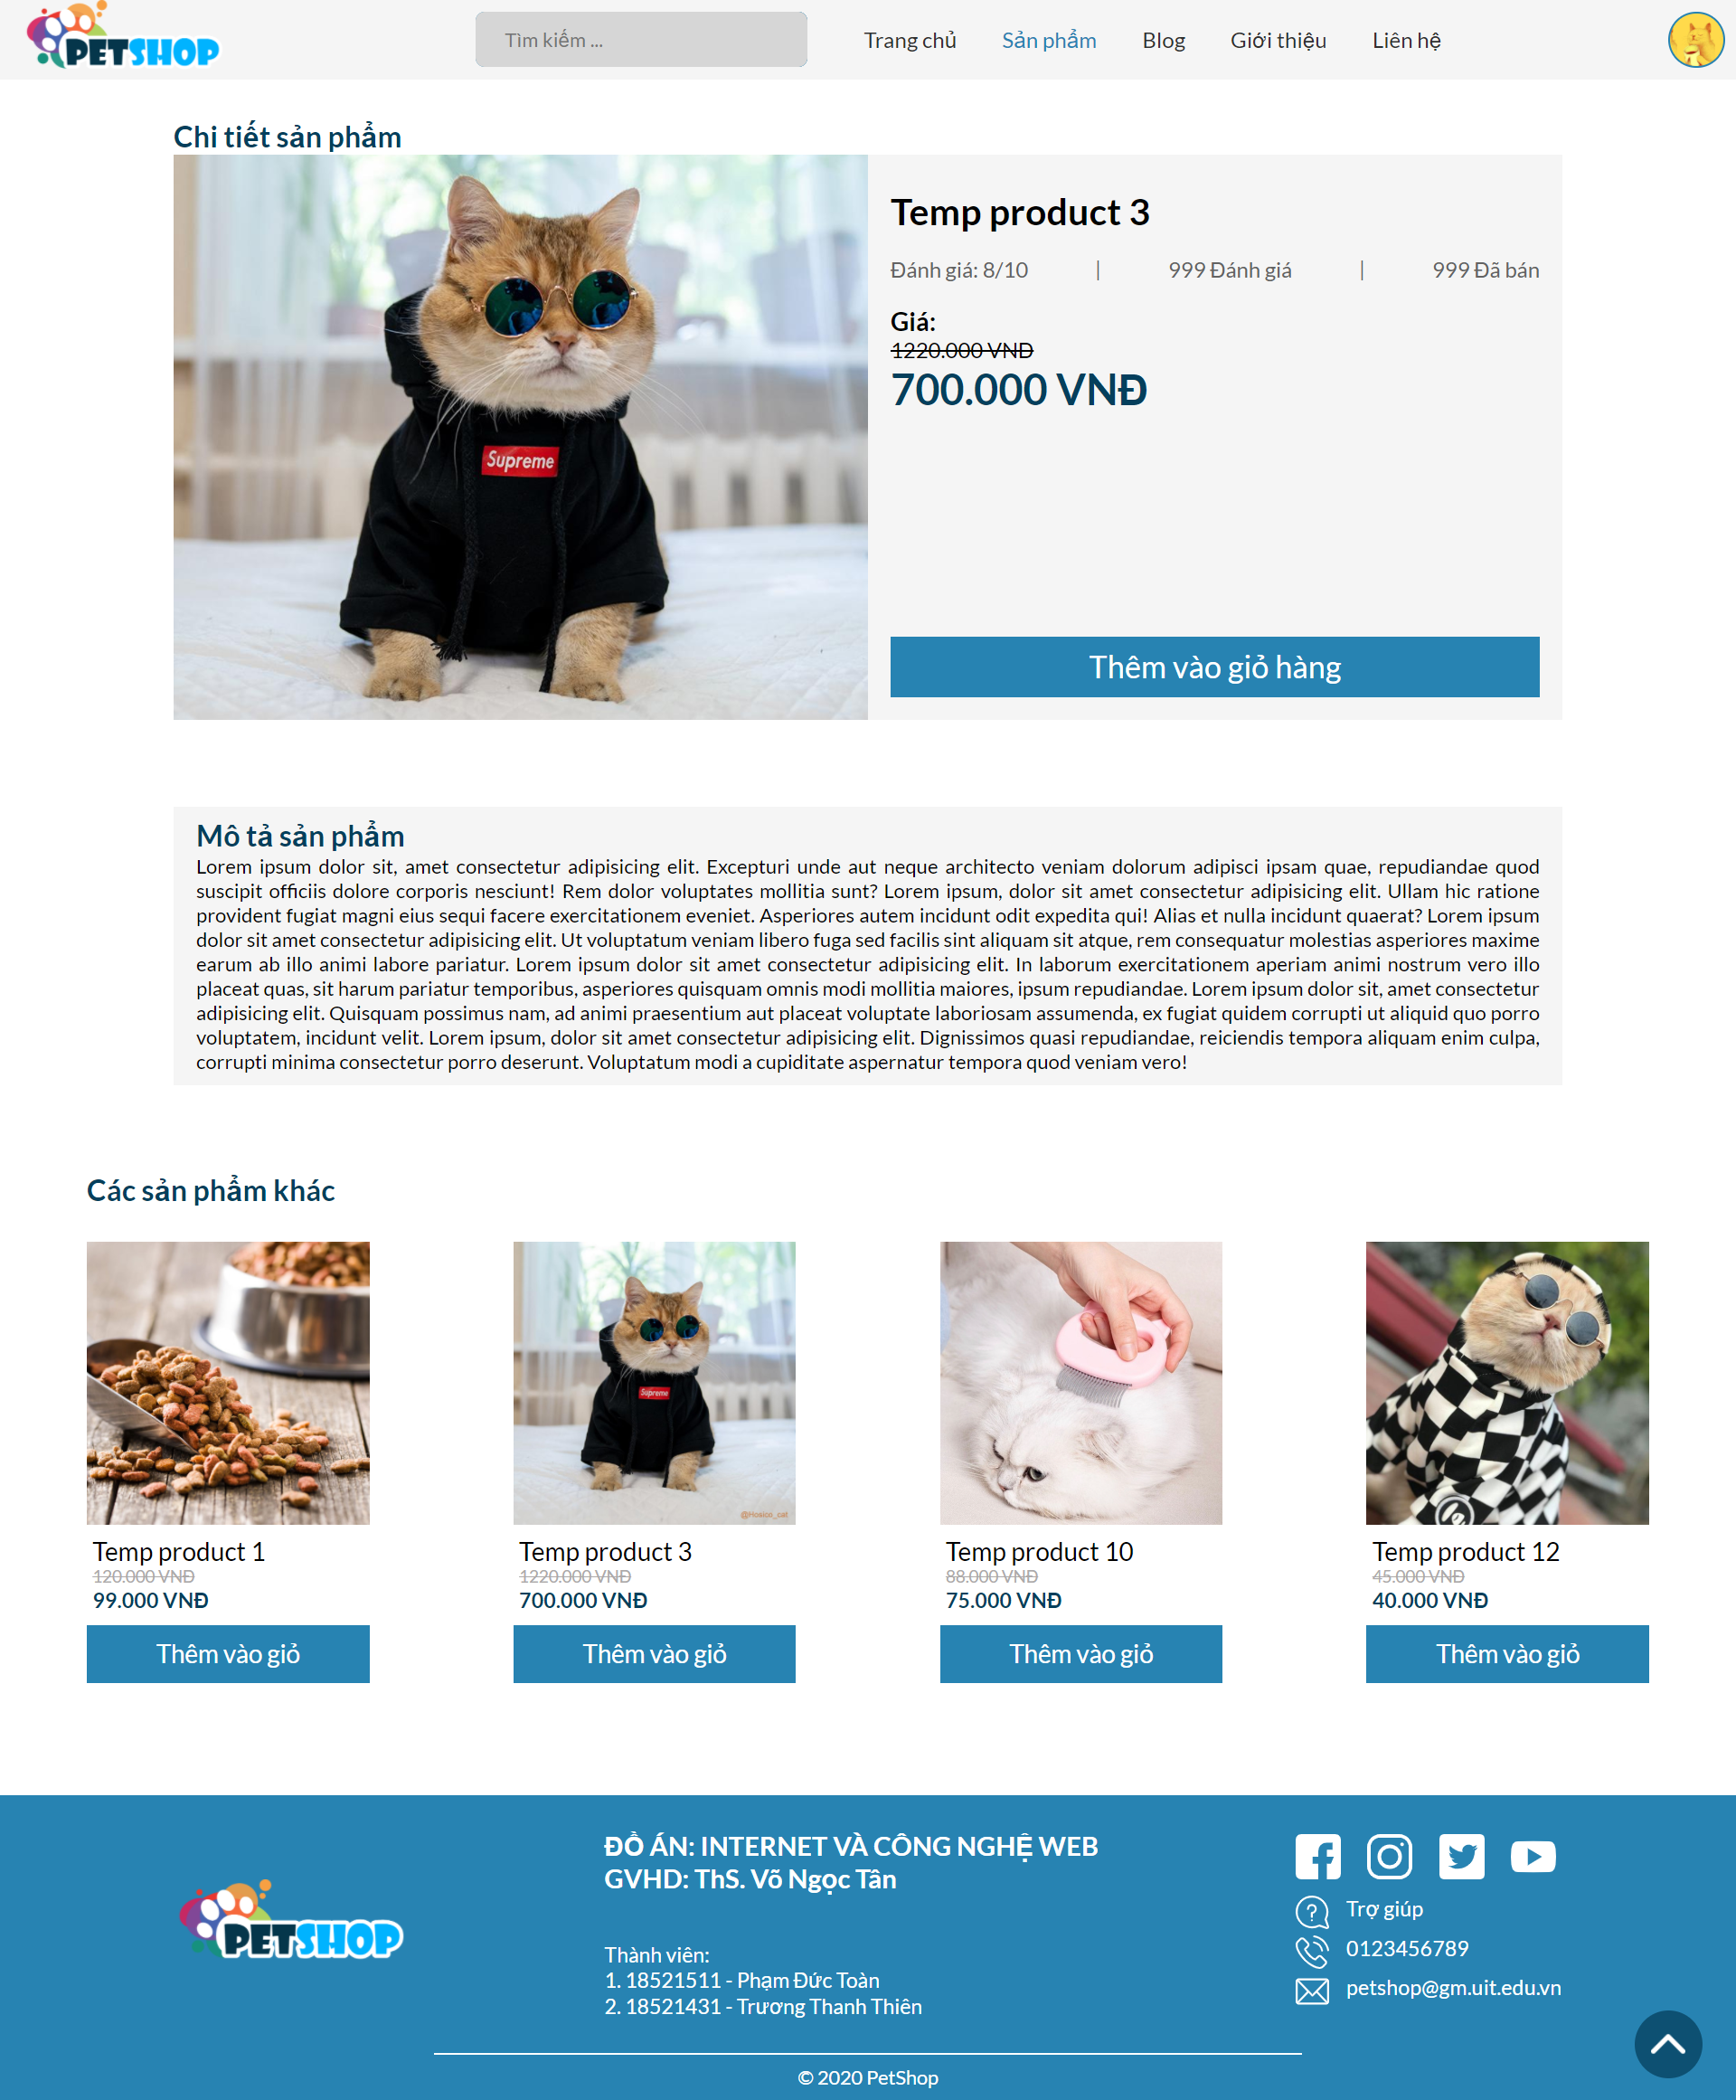 PETSHOP
Tìm kiếm ...
Trang chủ
Sản phẩm
Blog
Giới thiệu
Liên hệ
Chi tiết sản phẩm
Supreme
Temp product 3
Đánh giá: 8/10 | 999 Đánh giá | 999 Đã bán
Giá:
1220.000 VNĐ
700.000 VNĐ
Thêm vào giỏ hàng
Mô tả sản phẩm
Lorem ipsum dolor sit, amet consectetur adipisicing elit. Excepturi unde aut neque architecto veniam dolorum adipisci ipsam quae, repudiandae quod
suscipit officiis dolore corporis nesciunt! Rem dolor voluptates mollitia sunt? Lorem ipsum, dolor sit amet consectetur adipisicing elit. Ullam hic ratione
provident fugiat magni eius sequi facere exercitationem eveniet. Asperiores autem incidunt odit expedita qui! Alias et nulla incidunt quaerat? Lorem ipsum
dolor sit amet consectetur adipisicing elit. Ut voluptatum veniam libero fuga sed facilis sint aliquam sit atque, rem consequatur molestias asperiores maxime
earum ab illo animi labore pariatur. Lorem ipsum dolor sit amet consectetur adipisicing elit. In laborum exercitationem aperiam animi nostrum vero illo
placeat quas, sit harum pariatur temporibus, asperiores quisquam omnis modi mollitia maiores, ipsum repudiandae. Lorem ipsum dolor sit, amet consectetur
adipisicing elit. Quisquam possimus nam, ad animi praesentium aut placeat voluptate laboriosam assumenda, ex fugiat quidem corrupti ut aliquid quo porro
voluptatem, incidunt velit. Lorem ipsum, dolor sit amet consectetur adipisicing elit. Dignissimos quasi repudiandae, reiciendis tempora aliquam enim culpa,
corrupti minima consectetur porro deserunt. Voluptatum modi a cupiditate aspernatur tempora quod veniam vero!
Các sản phẩm khác
Supreme
@Hosico_cat
Temp product 1
120.000 VNĐ
99.000 VNĐ
Thêm vào giỏ
Temp product 3
1220.000 VNĐ
700.000 VNĐ
Thêm vào giỏ
Temp product 10
88.000 VNĐ
75.000 VNĐ
Thêm vào giỏ
Temp product 12
45.000 VNĐ
40.000 VNĐ
Thêm vào giỏ
PETSHOP
ĐỒ ÁN: INTERNET VÀ CÔNG NGHỆ WEB
GVHD: ThS. Võ Ngọc Tân
Thành viên:
1. 18521511 - Phạm Đức Toàn
2. 18521431 - Trương Thanh Thiên
Trợ giúp
0123456789
petshop@gm.uit.edu.vn
© 2020 PetShop